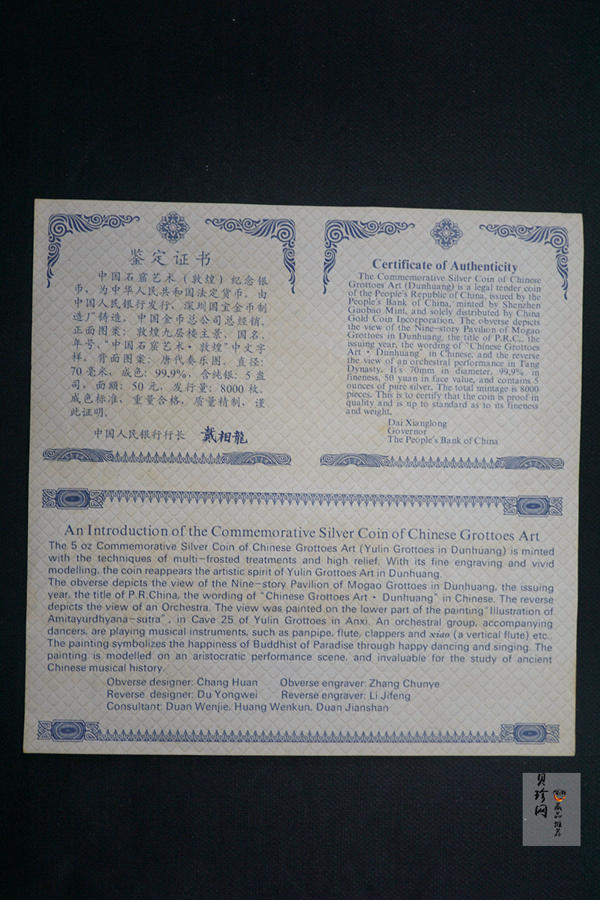 鉴定证书
中国石窟艺术（敦煌）纪念银
币，为中华人民共和国法定货币。由
中国人民银行发行，深圳国宝金币制
造厂铸造，中国金币总公司总经销。
正面图案：敦煌九层楼主景、国名、
年号、“中国石窟艺术·敦煌”中文字
样。背面图案：唐代奏乐图。直径：
70 毫米，成色：99.9%，含纯银：5 盎
司，面额：50 元，发行量：8000 枚。
成色标准，重量合格，质量精制，谨
此证明。
中国人民银行行长 戴相龍
Certificate of Authenticity
The Commemorative Silver Coin of Chinese
Grottoes Art (Dunhuang) is a legal tender coin
of the People's Republic of China, issued by the
People's Bank of China, minted by Shenzhen
Guobao Mint, and solely distributed by China
Gold Coin Incorporation. The obverse depicts
the view of the Nine-story Pavilion of Mogao
Grottoes in Dunhuang, the title of P.R.C., the
issuing year, the wording of "Chinese Grottoes
Art · Dunhuang" in Chinese, and the reverse
the view of an orchestral performance in Tang
Dynasty. It's 70mm in diameter, 99.9% in
fineness, 50 yuan in face value, and contains 5
ounces of pure silver. The total mintage is 8000
pieces. This is to certify that the coin is proof in
quality and is up to standard as to its fineness
and weight.
Dai Xianglong
Governor
The People's Bank of China
An Introduction of the Commemorative Silver Coin of Chinese Grottoes Art
The 5 oz Commemorative Silver Coin of Chinese Grottoes Art (Yulin Grottoes in Dunhuang) is minted
with the techniques of multi-frosted treatments and high relief. With its fine engraving and vivid
modelling, the coin reappears the artistic spirit of Yulin Grottoes Art in Dunhuang.
The obverse depicts the view of the Nine-story Pavilion of Mogao Grottoes in Dunhuang, the issuing
year, the title of P.R.China, the wording of "Chinese Grottoes Art · Dunhuang" in Chinese. The reverse
depicts the view of an Orchestra. The view was painted on the lower part of the painting "Illustration of
Amitayurdhyana-sutra", in Cave 25 of Yulin Grottoes in Anxi. An orchestral group, accompanying
dancers, are playing musical instruments, such as panpipe, flute, clappers and xiao (a vertical flute) etc..
The painting symbolizes the happiness of Buddhist of Paradise through happy dancing and singing. The
painting is modelled on an aristocratic performance scene, and invaluable for the study of ancient
Chinese musical history.
Obverse designer: Chang Huan Obverse engraver: Zhang Chunye
Reverse designer: Du Yongwei Reverse engraver: Li Jifeng
Consultant: Duan Wenjie, Huang Wenkun, Duan Jianshan
贝珍网
藏品推荐